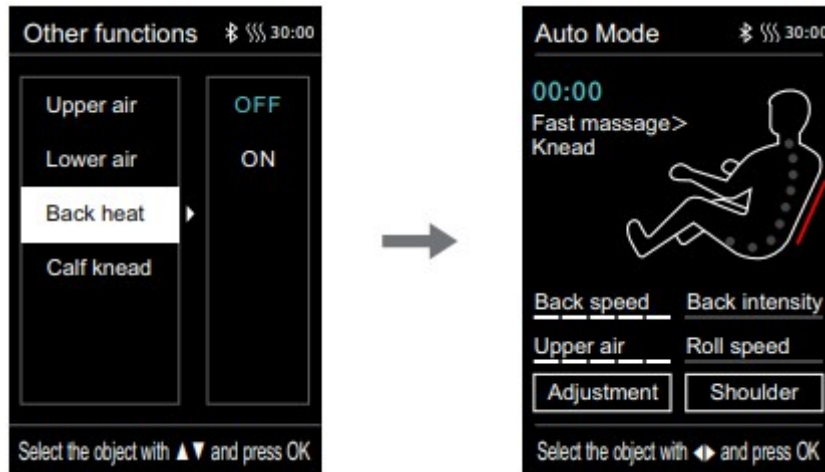 Other functions 30:00
Upper air OFF
Lower air ON
Back heat
Calf knead
Select the object with ▲▼ and press OK
Auto Mode 30:00
00:00
Fast massage>
Knead
Back speed Back intensity
Upper air Roll speed
Adjustment Shoulder
Select the object with ◀▶ and press OK